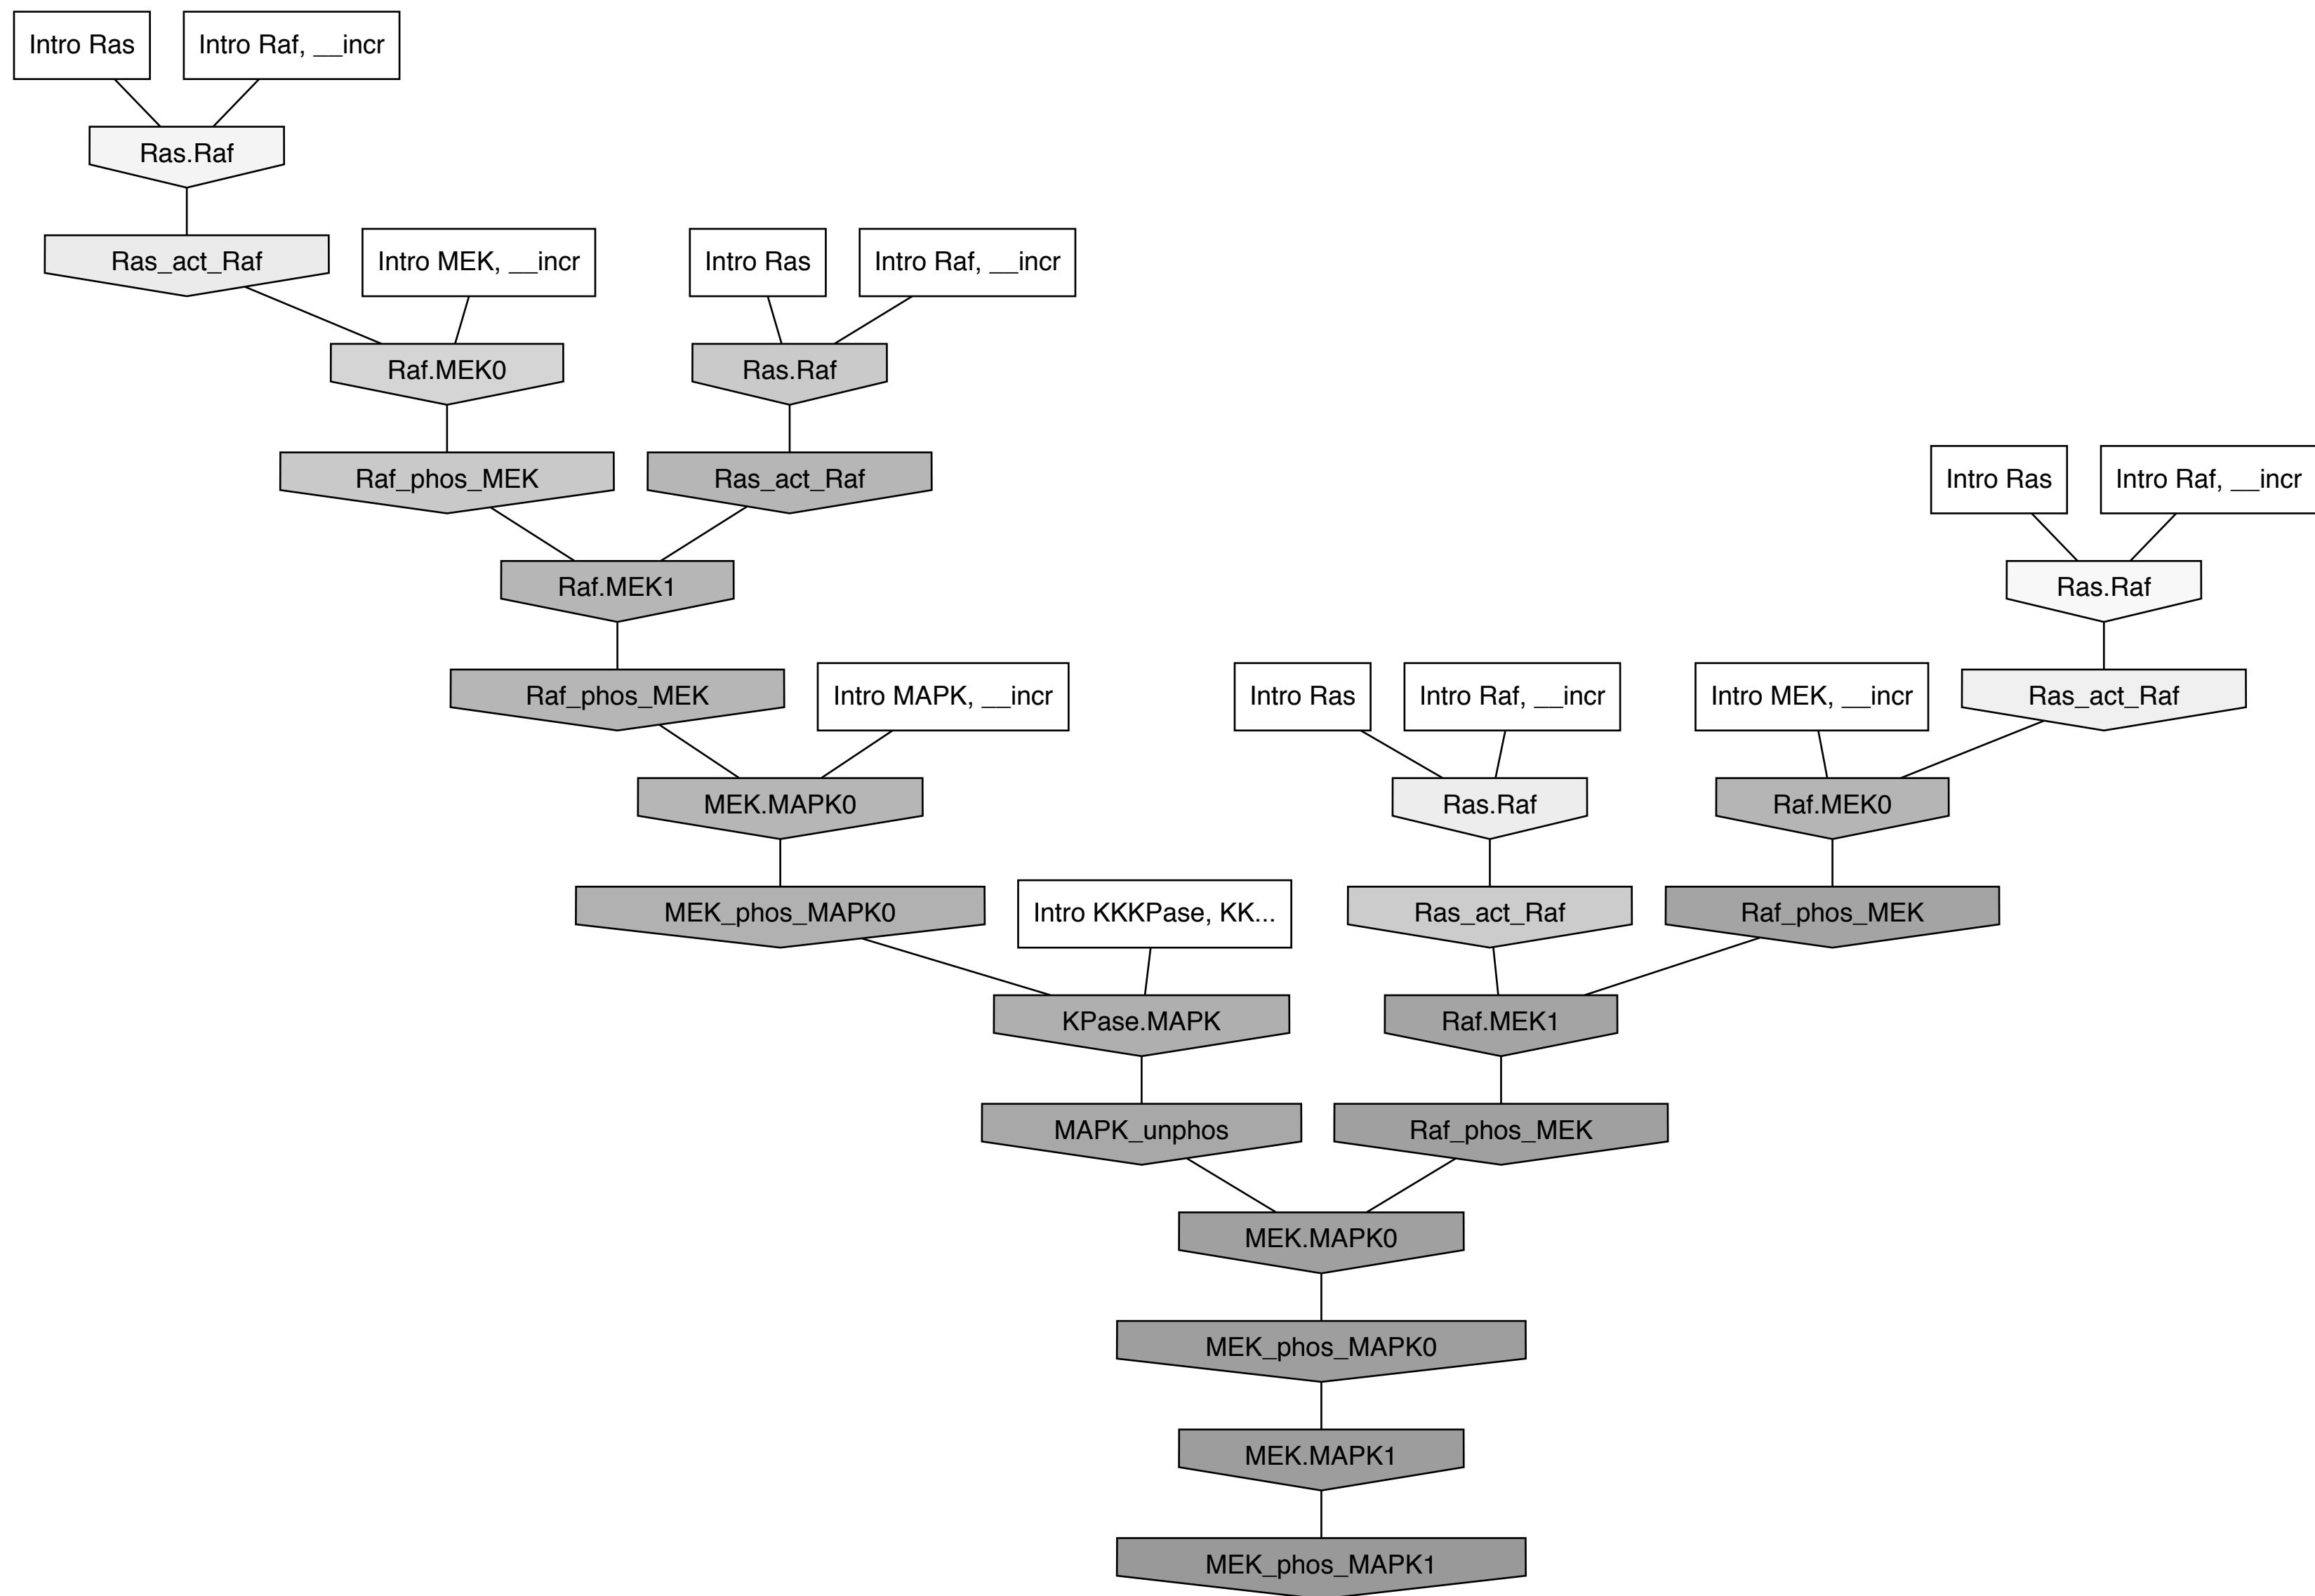 Intro Ras
Intro Raf, __incr
Ras.Raf
Ras_act_Raf
Intro MEK, __incr
Intro Ras
Intro Raf, __incr
Raf.MEK0
Ras.Raf
Raf_phos_MEK
Ras_act_Raf
Intro Ras
Intro Raf, __incr
Raf.MEK1
Ras.Raf
Raf_phos_MEK
Intro MAPK, __incr
Intro Ras
Intro Raf, __incr
Intro MEK, __incr
Ras_act_Raf
MEK.MAPK0
Ras.Raf
Raf.MEK0
MEK_phos_MAPK0
Intro KKKPase, KK...
Ras_act_Raf
Raf_phos_MEK
KPase.MAPK
Raf.MEK1
MAPK_unphos
Raf_phos_MEK
MEK.MAPK0
MEK_phos_MAPK0
MEK.MAPK1
MEK_phos_MAPK1